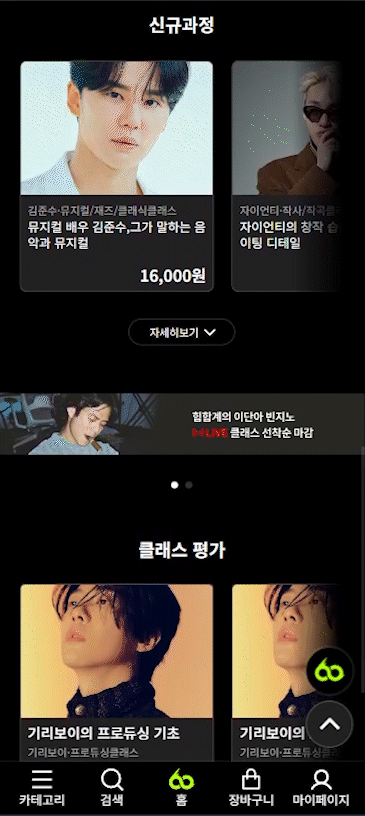 신규과정
김준수·뮤지컬/재즈/클래식클래스
뮤지컬 배우 김준수,그가 말하는 음
악과 뮤지컬
16,000원
자이언티·작사/작곡클
자이언티의 창작 습
이팅 디테일
자세히보기
힙합계의 이단아 빈지노
LIVE 클래스 선착순 마감
클래스 평가
기리보이의 프로듀싱 기초
기리보이·프로듀싱클래스
기리보이의
기리보이·프로듀싱클
카테고리
검색
홈
장바구니
마이페이지